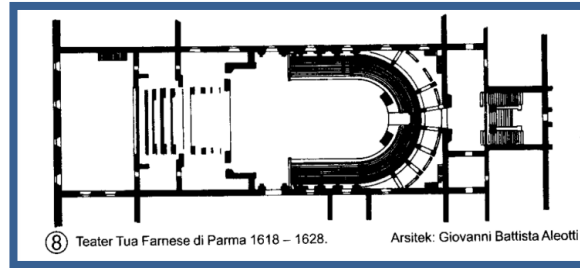 8 Teater Tua Farnese di Parma 1618 – 1628. Arsitek: Giovanni Battista Aleotti